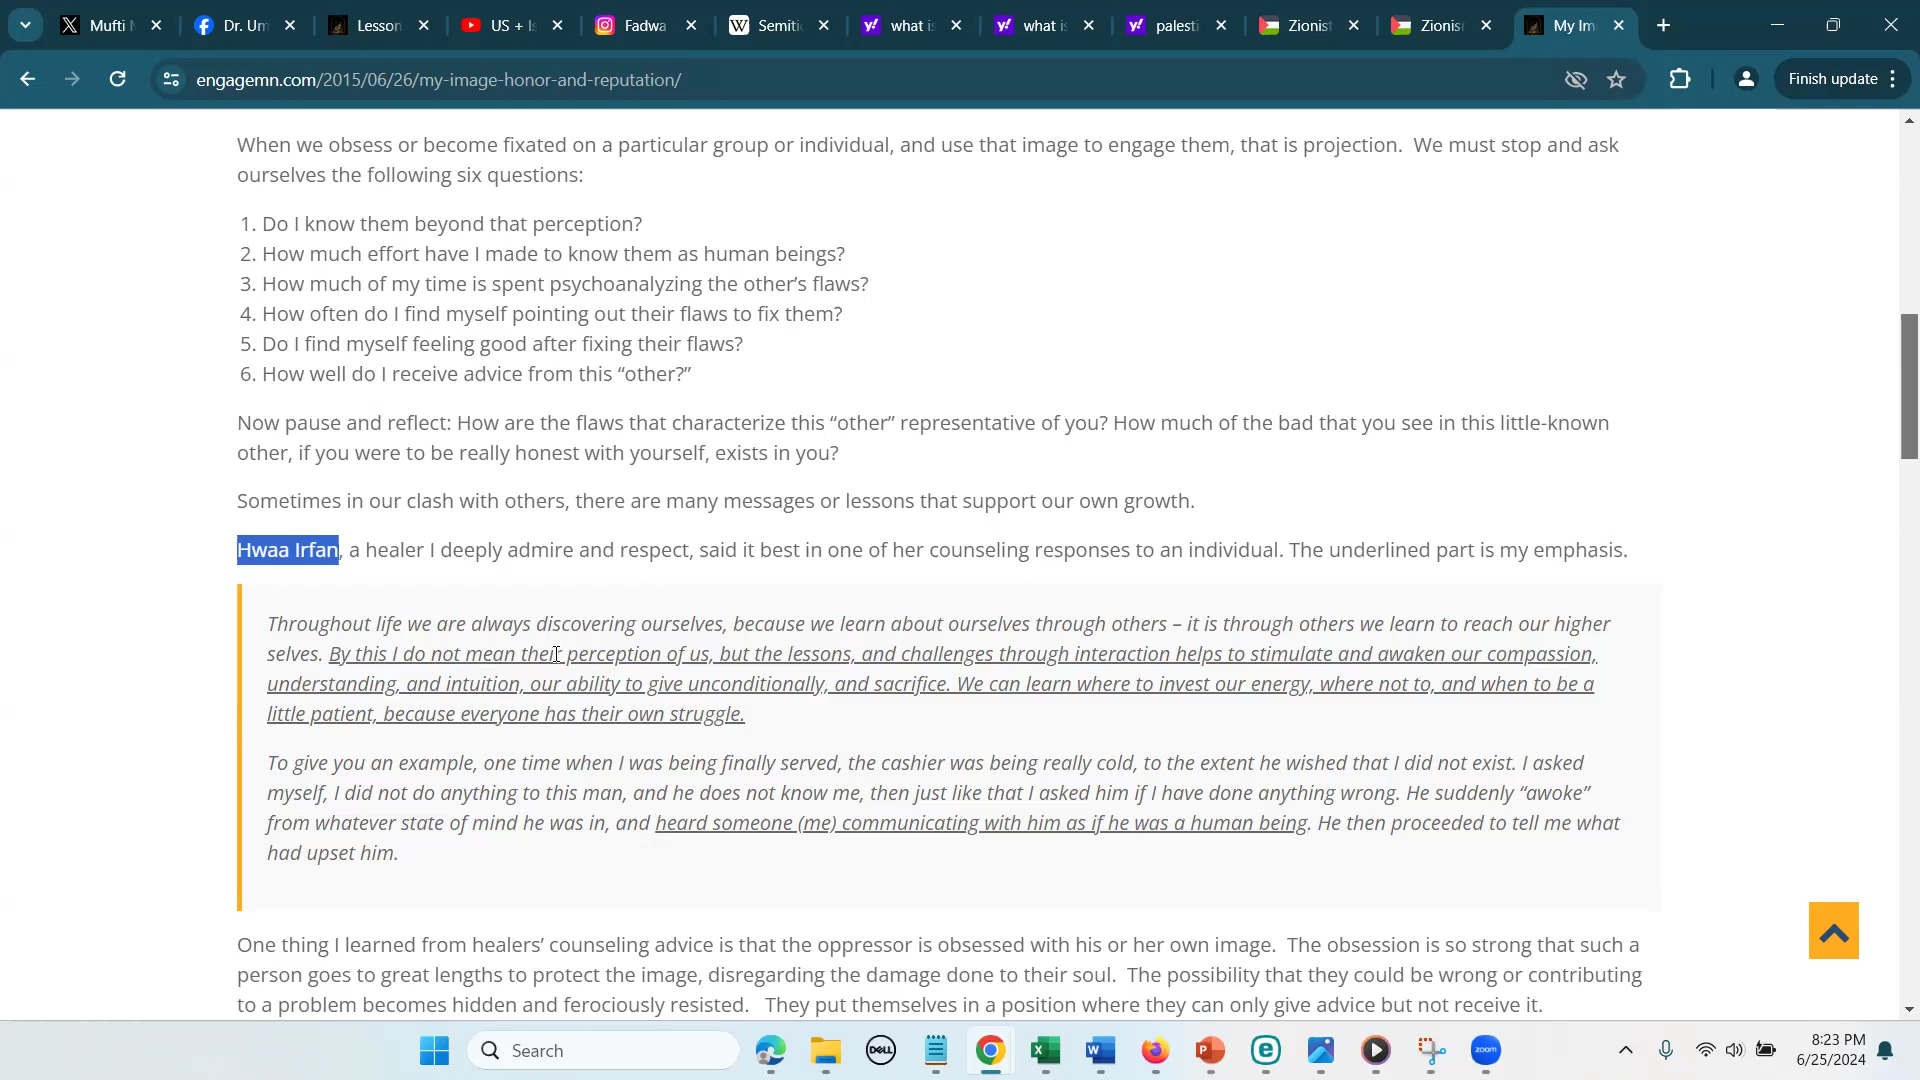 Mufti
Dr. Um
Lesson
US + Is
Fadwa
Semitic
what is
what is
palesti
Zionist
Zionism
My Im
engagemn.com/2015/06/26/my-image-honor-and-reputation/
Finish update
When we obsess or become fixated on a particular group or individual, and use that image to engage them, that is projection. We must stop and ask
ourselves the following six questions:
1. Do I know them beyond that perception?
2. How much effort have I made to know them as human beings?
3. How much of my time is spent psychoanalyzing the other’s flaws?
4. How often do I find myself pointing out their flaws to fix them?
5. Do I find myself feeling good after fixing their flaws?
6. How well do I receive advice from this “other?”
Now pause and reflect: How are the flaws that characterize this “other” representative of you? How much of the bad that you see in this little-known
other, if you were to be really honest with yourself, exists in you?
Sometimes in our clash with others, there are many messages or lessons that support our own growth.
Hwaa Irfan, a healer I deeply admire and respect, said it best in one of her counseling responses to an individual. The underlined part is my emphasis.
Throughout life we are always discovering ourselves, because we learn about ourselves through others – it is through others we learn to reach our higher
selves. By this I do not mean their perception of us, but the lessons, and challenges through interaction helps to stimulate and awaken our compassion,
understanding, and intuition, our ability to give unconditionally, and sacrifice. We can learn where to invest our energy, where not to, and when to be a
little patient, because everyone has their own struggle.
To give you an example, one time when I was being finally served, the cashier was being really cold, to the extent he wished that I did not exist. I asked
myself, I did not do anything to this man, and he does not know me, then just like that I asked him if I have done anything wrong. He suddenly “awoke”
from whatever state of mind he was in, and heard someone (me) communicating with him as if he was a human being. He then proceeded to tell me what
had upset him.
One thing I learned from healers’ counseling advice is that the oppressor is obsessed with his or her own image. The obsession is so strong that such a
person goes to great lengths to protect the image, disregarding the damage done to their soul. The possibility that they could be wrong or contributing
to a problem becomes hidden and ferociously resisted. They put themselves in a position where they can only give advice but not receive it.
Search
DELL
zoom
8:23 PM
6/25/2024